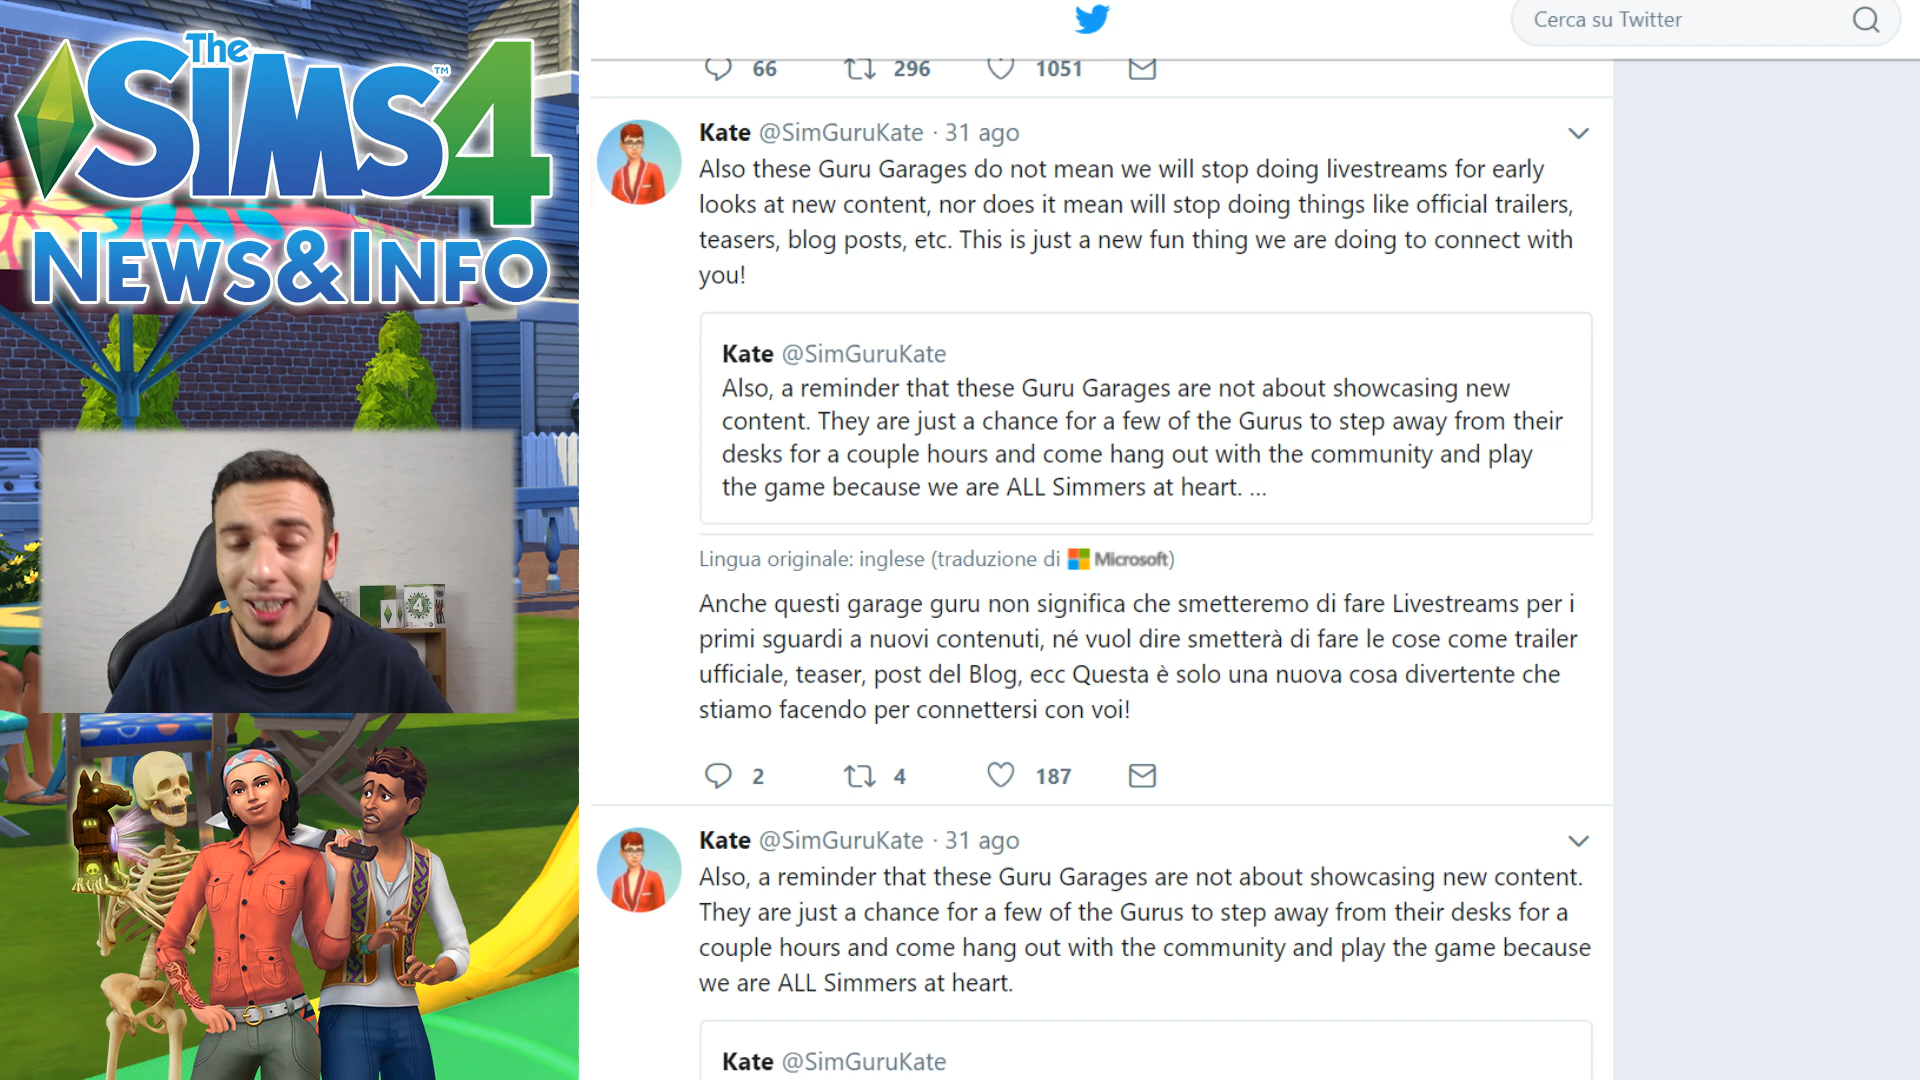 The
SIMS 4
TM
NEWS&INFO
Cerca su Twitter
66 296 1051
Kate @SimGuruKate · 31 ago
Also these Guru Garages do not mean we will stop doing livestreams for early
looks at new content, nor does it mean will stop doing things like official trailers,
teasers, blog posts, etc. This is just a new fun thing we are doing to connect with
you!
Kate @SimGuruKate
Also, a reminder that these Guru Garages are not about showcasing new
content. They are just a chance for a few of the Gurus to step away from their
desks for a couple hours and come hang out with the community and play
the game because we are ALL Simmers at heart. ...
Lingua originale: inglese (traduzione di Microsoft)
Anche questi garage guru non significa che smetteremo di fare Livestreams per i
primi sguardi a nuovi contenuti, né vuol dire smetterà di fare le cose come trailer
ufficiale, teaser, post del Blog, ecc Questa è solo una nuova cosa divertente che
stiamo facendo per connettersi con voi!
2 4 187
Kate @SimGuruKate · 31 ago
Also, a reminder that these Guru Garages are not about showcasing new content.
They are just a chance for a few of the Gurus to step away from their desks for a
couple hours and come hang out with the community and play the game because
we are ALL Simmers at heart.
Kate @SimGuruKate